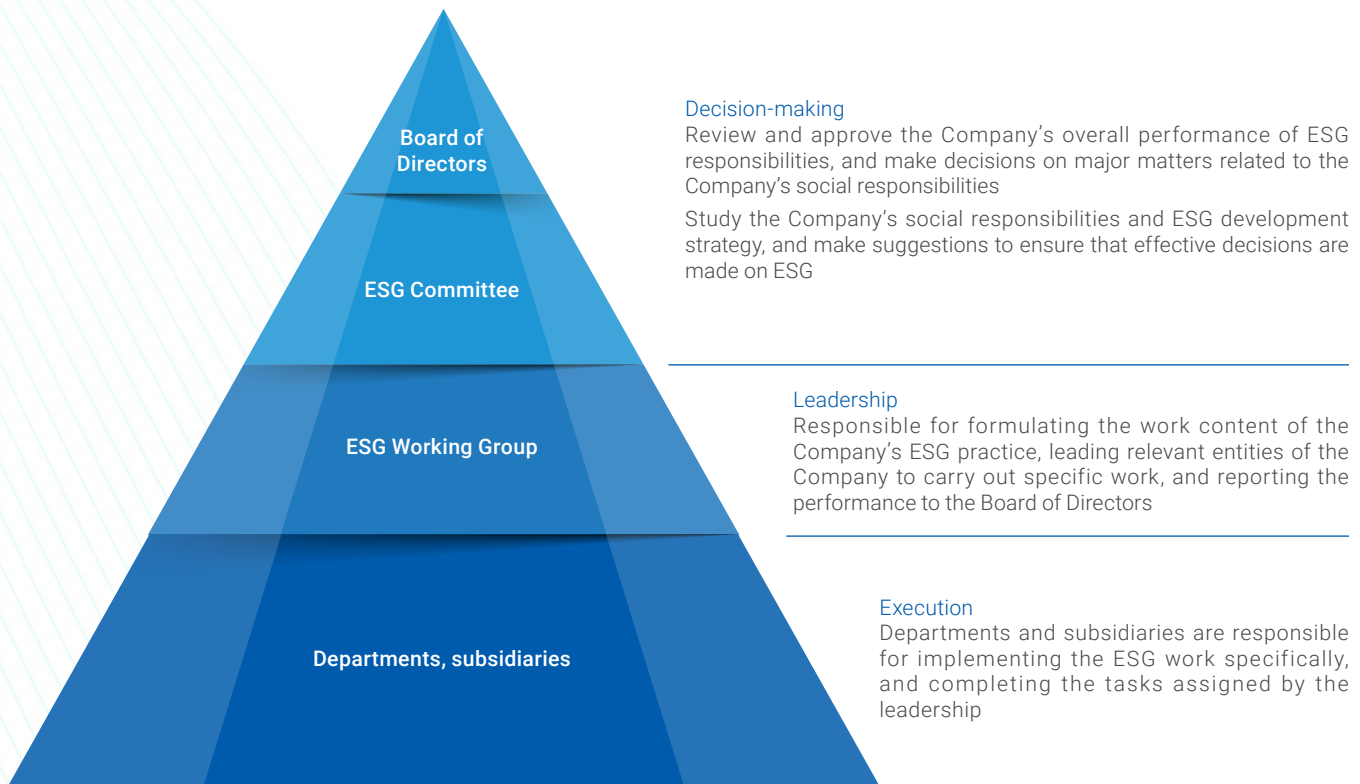 Board of
Directors
ESG Committee
ESG Working Group
Departments, subsidiaries
Decision-making
Review and approve the Company’s overall performance of ESG
responsibilities, and make decisions on major matters related to the
Company’s social responsibilities
Study the Company’s social responsibilities and ESG development
strategy, and make suggestions to ensure that effective decisions are
made on ESG
Leadership
Responsible for formulating the work content of the
Company’s ESG practice, leading relevant entities of the
Company to carry out specific work, and reporting the
performance to the Board of Directors
Execution
Departments and subsidiaries are responsible
for implementing the ESG work specifically,
and completing the tasks assigned by the
leadership